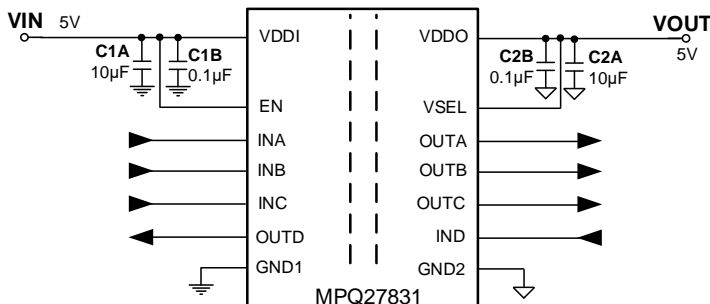 VIN 5V
VOUT
5V
C1A
10µF
C1B
0.1µF
C2B
0.1µF
C2A
10µF
VDDI
EN
INA
INB
INC
OUTD
GND1
VDDO
VSEL
OUTA
OUTB
OUTC
IND
GND2
MPQ27831